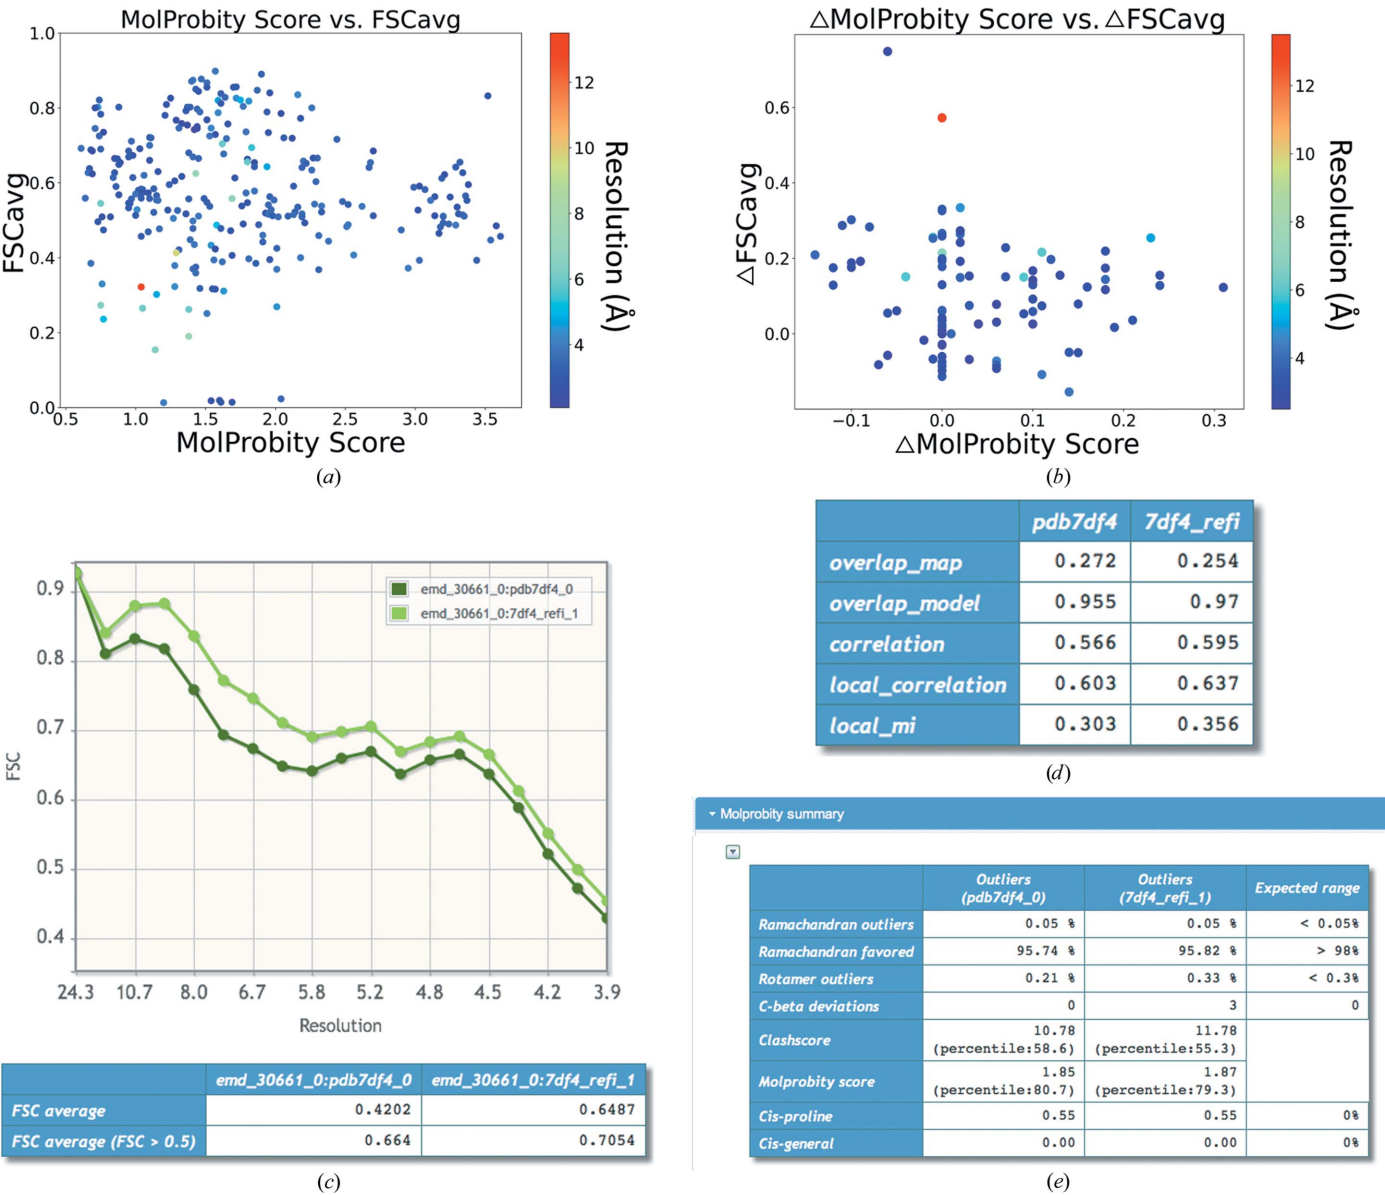 MolProbity Score vs. FSCavg
1.0
0.8
0.6
0.4
0.2
0.0
FSCavg
0.5 1.0 1.5 2.0 2.5 3.0 3.5
MolProbity Score
12
10
8
6
4
Resolution (Å)
(a)
△MolProbity Score vs. △FSCavg
0.6
0.4
0.2
0.0
△FSCavg
−0.1 0.0 0.1 0.2 0.3
△MolProbity Score
12
10
8
6
4
Resolution (Å)
(b)
0.9
0.8
0.7
0.6
0.5
0.4
FSC
emd_30661_0:pdb7df4_0
emd_30661_0:7df4_refi_1
24.3 10.7 8.0 6.7 5.8 5.2 4.8 4.5 4.2 3.9
Resolution
emd_30661_0:pdb7df4_0 emd_30661_0:7df4_refi_1
FSC average 0.4202 0.6487
FSC average (FSC > 0.5) 0.664 0.7054
(c)
pdb7df4 7df4_refi
overlap_map 0.272 0.254
overlap_model 0.955 0.97
correlation 0.566 0.595
local_correlation 0.603 0.637
local_mi 0.303 0.356
(d)
Molprobity summary
Outliers Outliers Expected range
(pdb7df4_0) (7df4_refi_1)
Ramachandran outliers 0.05 % 0.05 % < 0.05%
Ramachandran favored 95.74 % 95.82 % > 98%
Rotamer outliers 0.21 % 0.33 % < 0.3%
C-beta deviations 0 3 0
Clashscore 10.78 11.78
(percentile:58.6) (percentile:55.3)
Molprobity score 1.85 1.87
(percentile:80.7) (percentile:79.3)
Cis-proline 0.55 0.55 0%
Cis-general 0.00 0.00 0%
(e)